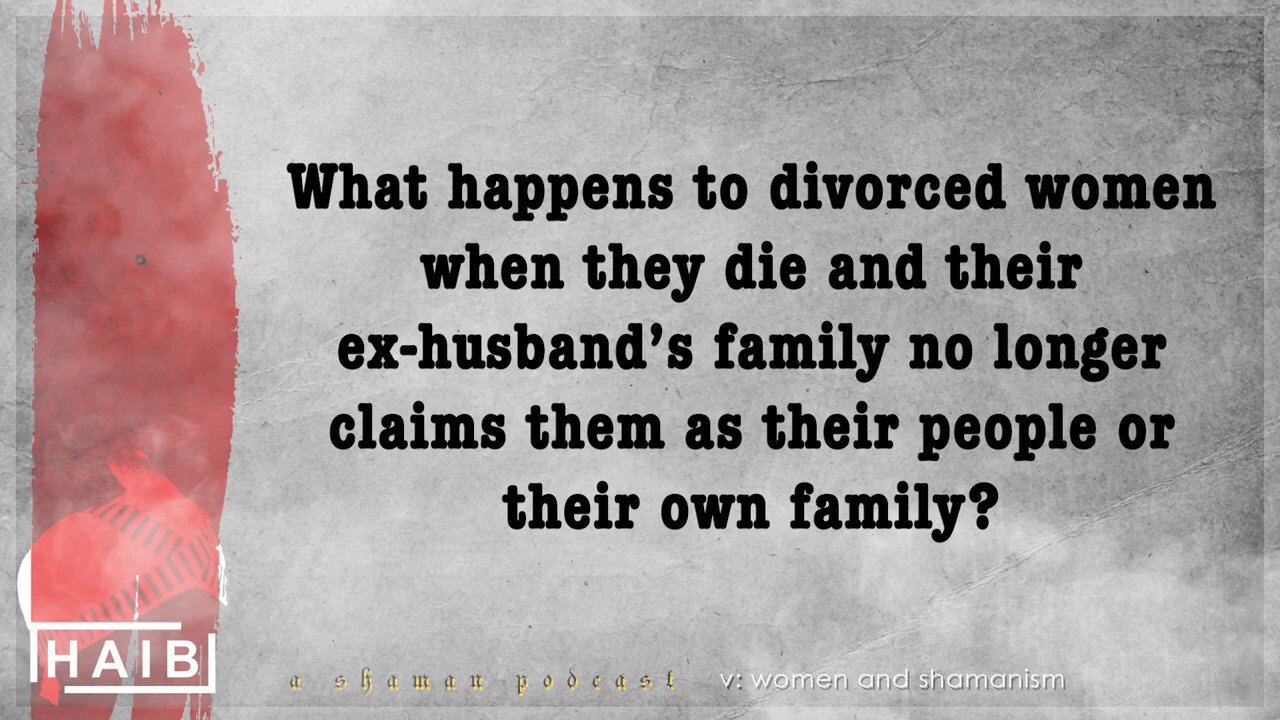 What happens to divorced women
when they die and their
ex-husband's family no longer
claims them as their people or
their own family?
HAIB
a shaman podcast v: women and shamanism